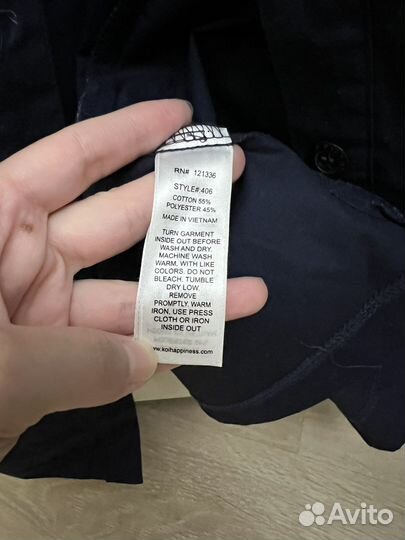 RN# 121336
STYLE#:406
COTTON 55%
POLYESTER 45%
MADE IN VIETNAM
TURN GARMENT
INSIDE OUT BEFORE
WASH AND DRY.
MACHINE WASH
WARM, WITH LIKE
COLORS. DO NOT
BLEACH. TUMBLE
DRY LOW.
REMOVE
PROMPTLY. WARM
IRON, USE PRESS
CLOTH OR IRON
INSIDE OUT
w.koihappiness.com
Avito